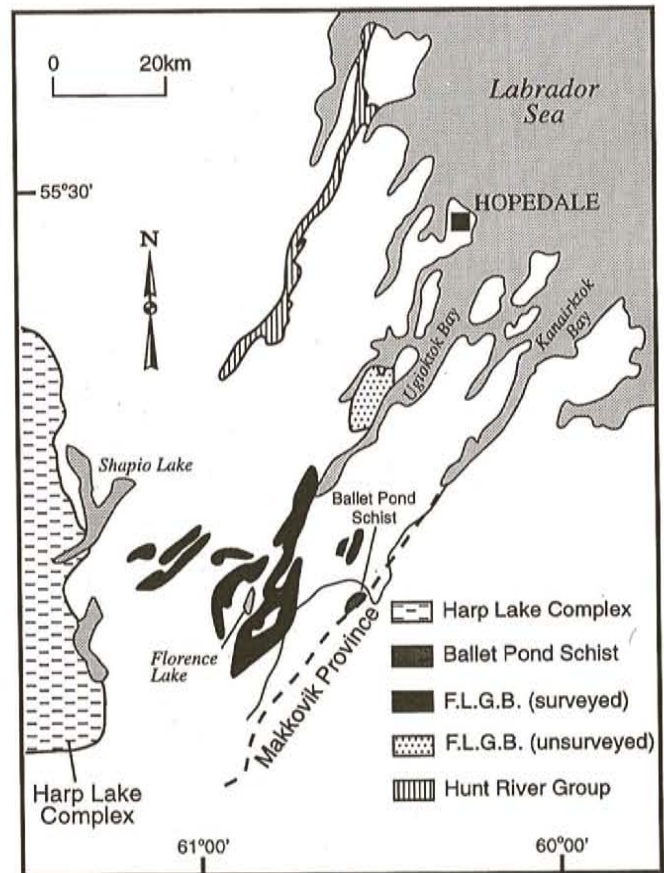 0 20km
Labrador
Sea
55°30'
HOPEDALE
N
Ugioktok Bay
Kanairktok
Bay
Shapio Lake
Ballet Pond
Schist
Florence
Lake
Makkovik Province
Harp Lake Complex
Ballet Pond Schist
F.L.G.B. (surveyed)
F.L.G.B. (unsurveyed)
Hunt River Group
Harp Lake
Complex
61°00'
60°00'